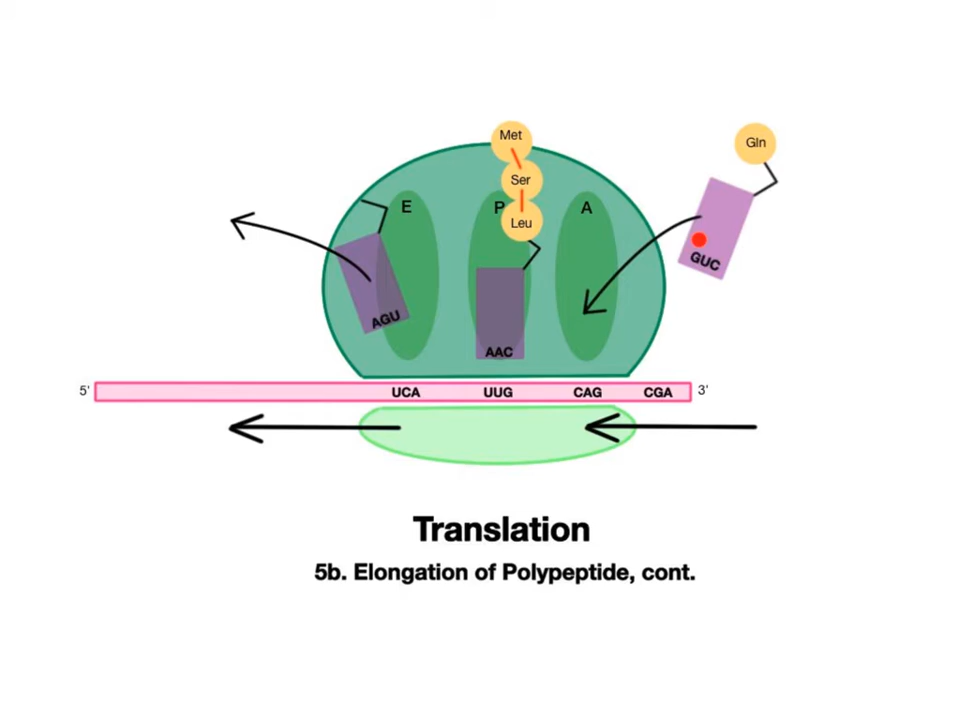 Met
Gln
Ser
E
P
A
Leu
GUC
AGU
AAC
5' UCA UUG CAG CGA 3'
Translation
5b. Elongation of Polypeptide, cont.